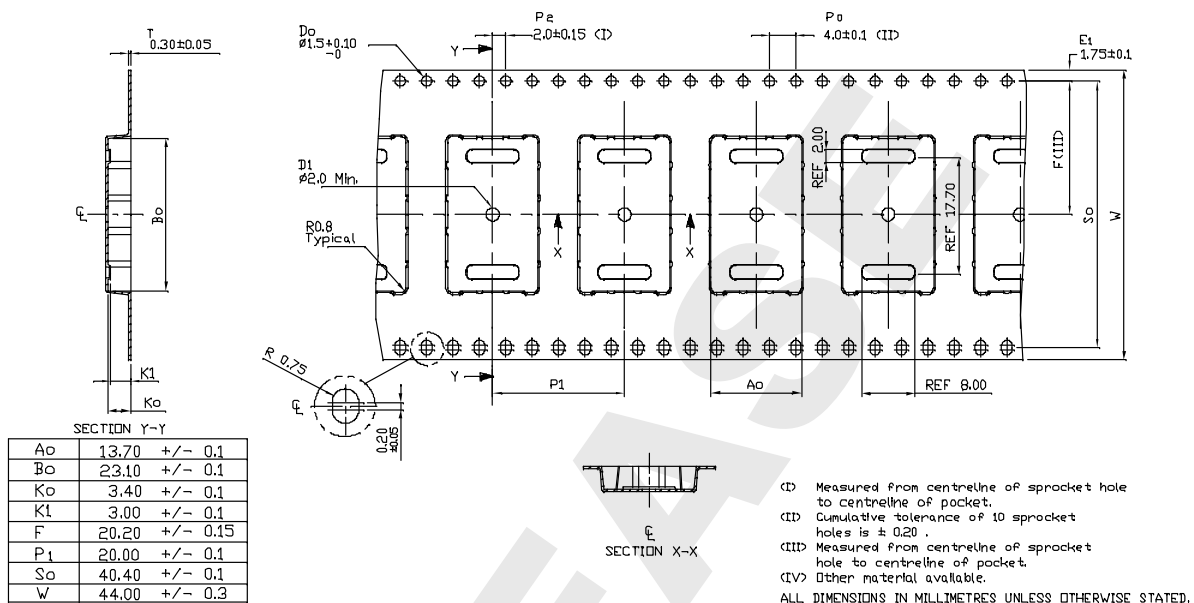 T
0.30±0.05
Do
Ø1.5+0.10
-0
P2
2.0±0.15 (I)
Po
4.0±0.1 (II)
E1
1.75±0.1
Y
D1
Ø2.0 Min.
R0.8
Typical
X
X
REF 2.00
REF 17.70
F(III)
So
W
℄
Bo
K1
Ko
SECTION Y-Y
R 0.75
℄
0.20
±0.05
Y
P1
Ao
REF 8.00
℄
SECTION X-X
Ao 13.70 +/- 0.1
Bo 23.10 +/- 0.1
Ko 3.40 +/- 0.1
K1 3.00 +/- 0.1
F 20.20 +/- 0.15
P1 20.00 +/- 0.1
So 40.40 +/- 0.1
W 44.00 +/- 0.3
(I) Measured from centreline of sprocket hole
to centreline of pocket.
(II) Cumulative tolerance of 10 sprocket
holes is ± 0.20 .
(III) Measured from centreline of sprocket
hole to centreline of pocket.
(IV) Other material available.
ALL DIMENSIONS IN MILLIMETRES UNLESS OTHERWISE STATED.
EASE